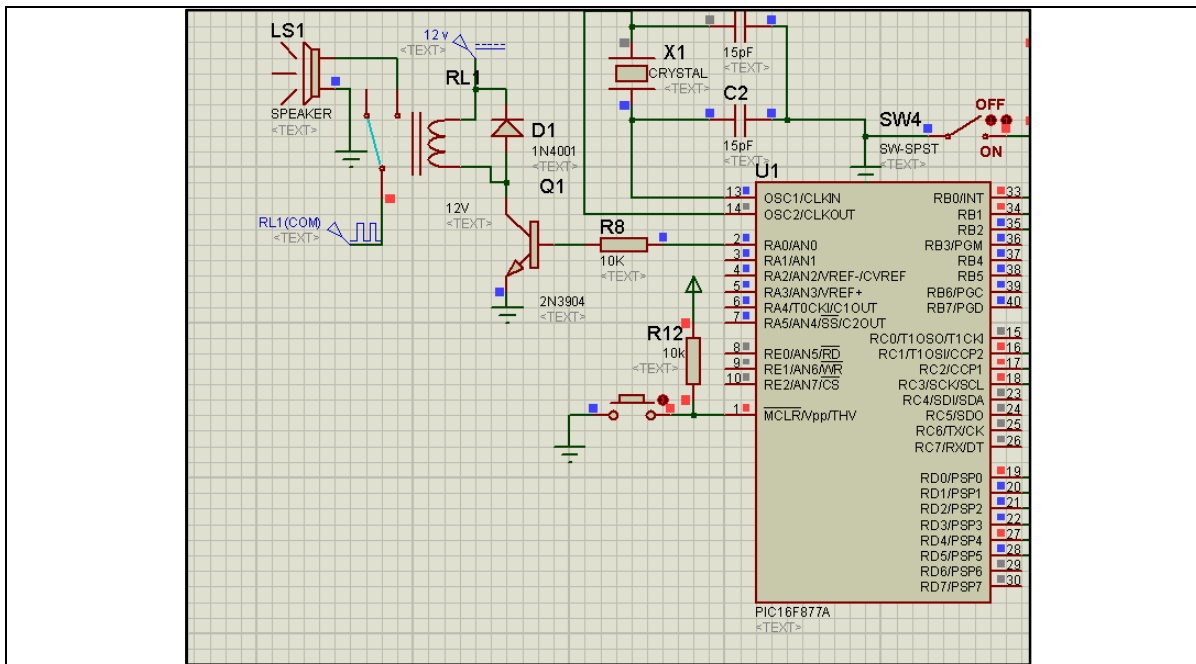 LS1
SPEAKER
<TEXT>
12 v
<TEXT>
RL1
D1
1N4001
<TEXT>
Q1
12V
<TEXT>
2N3904
<TEXT>
RL1(COM)
<TEXT>
R8
10K
<TEXT>
R12
10k
<TEXT>
X1
CRYSTAL
<TEXT>
15pF
<TEXT>
C2
15pF
<TEXT>
SW4
SW-SPST
<TEXT>
OFF
ON
U1
13 OSC1/CLKIN
14 OSC2/CLKOUT
2 RA0/AN0
3 RA1/AN1
4 RA2/AN2/VREF-/CVREF
5 RA3/AN3/VREF+
6 RA4/T0CKI/C1OUT
7 RA5/AN4/SS/C2OUT
8 RE0/AN5/RD
9 RE1/AN6/WR
10 RE2/AN7/CS
1 MCLR/Vpp/THV
RB0/INT 33
RB1 34
RB2 35
RB3/PGM 36
RB4 37
RB5 38
RB6/PGC 39
RB7/PGD 40
RC0/T1OSO/T1CKI 15
RC1/T1OSI/CCP2 16
RC2/CCP1 17
RC3/SCK/SCL 18
RC4/SDI/SDA 23
RC5/SDO 24
RC6/TX/CK 25
RC7/RX/DT 26
RD0/PSP0 19
RD1/PSP1 20
RD2/PSP2 21
RD3/PSP3 22
RD4/PSP4 27
RD5/PSP5 28
RD6/PSP6 29
RD7/PSP7 30
PIC16F877A
<TEXT>